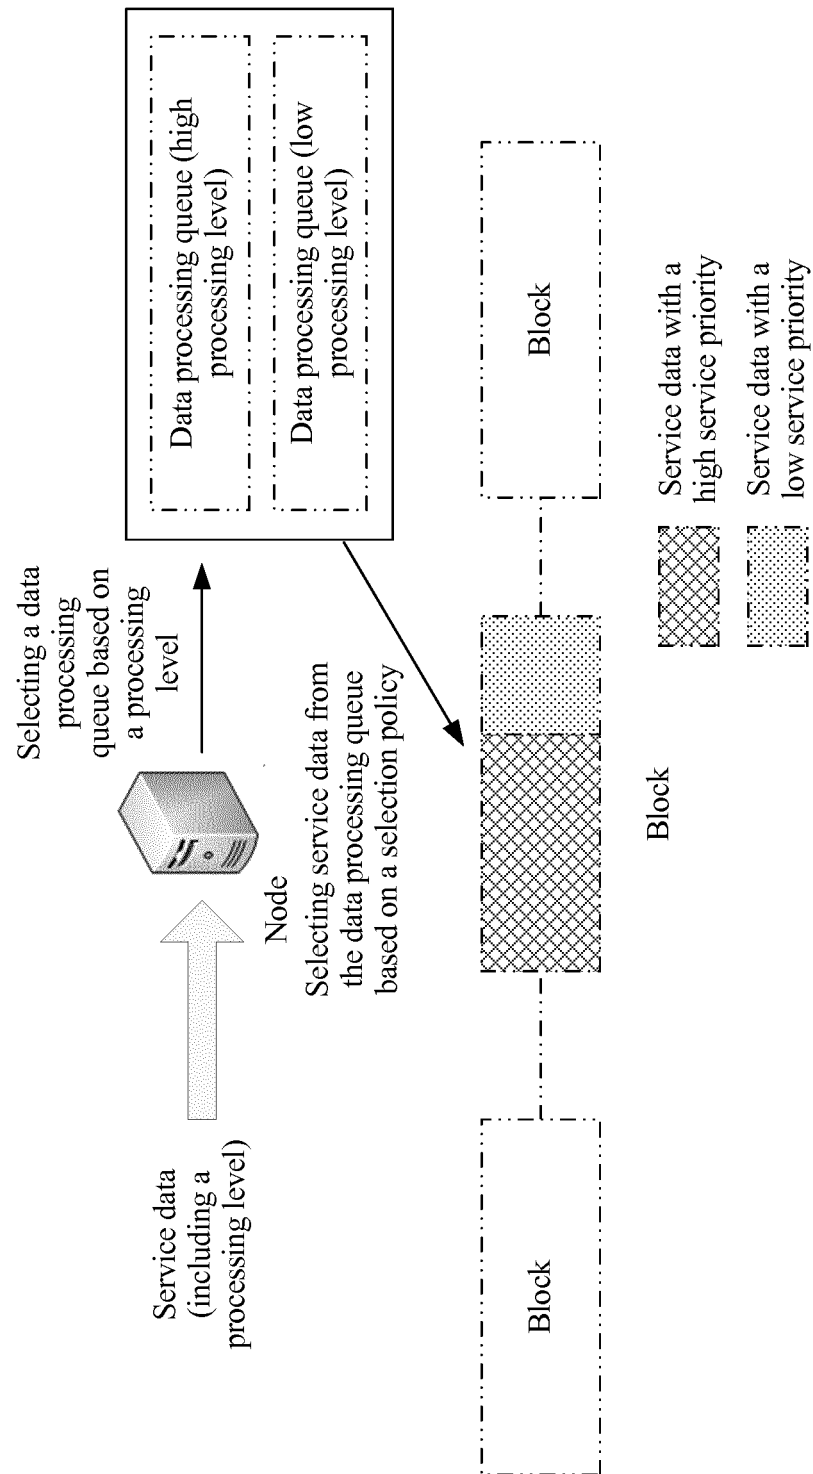 Service data
(including a
processing level)
Node
Selecting a data
processing
queue based on
a processing
level
Data processing queue (high
processing level)
Data processing queue (low
processing level)
Selecting service data from
the data processing queue
based on a selection policy
Block
Block
Block
Service data with a
high service priority
Service data with a
low service priority